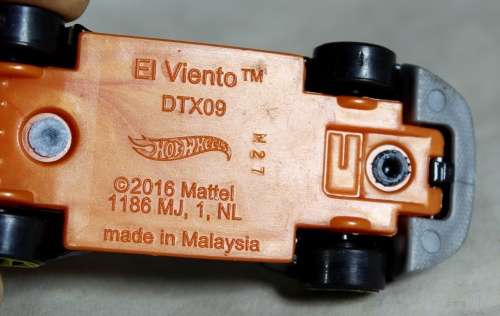 El Viento™
DTX09
HOT WHEELS
N27
©2016 Mattel
1186 MJ, 1, NL
made in Malaysia